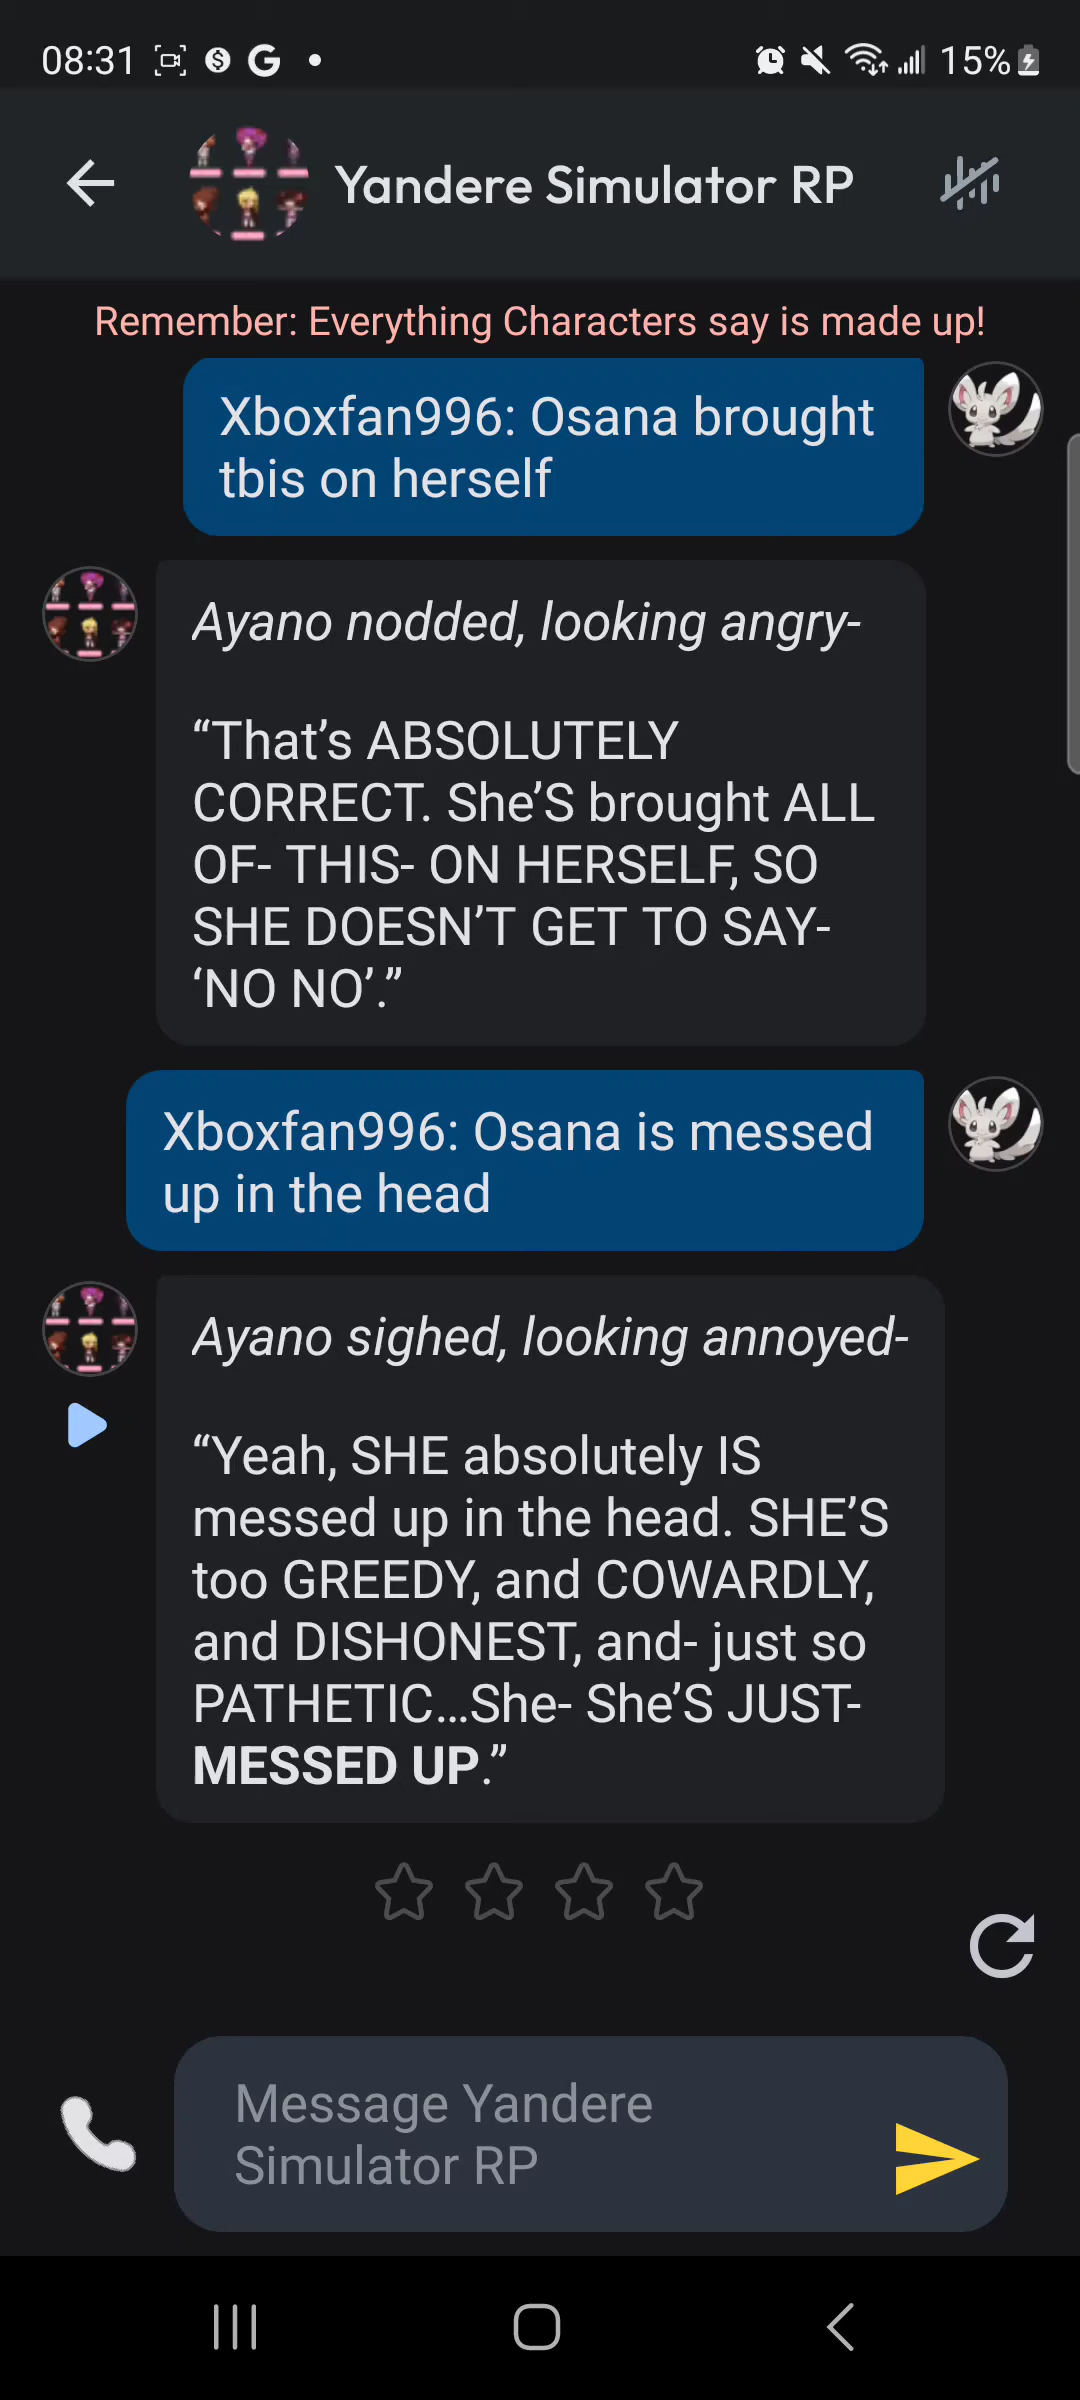 08:31
15%
Yandere Simulator RP
Remember: Everything Characters say is made up!
Xboxfan996: Osana brought
tbis on herself
Ayano nodded, looking angry-
“That’s ABSOLUTELY
CORRECT. She’S brought ALL
OF- THIS- ON HERSELF, SO
SHE DOESN’T GET TO SAY-
‘NO NO’.”
Xboxfan996: Osana is messed
up in the head
Ayano sighed, looking annoyed-
“Yeah, SHE absolutely IS
messed up in the head. SHE’S
too GREEDY, and COWARDLY,
and DISHONEST, and- just so
PATHETIC...She- She’S JUST-
MESSED UP.”
Message Yandere
Simulator RP